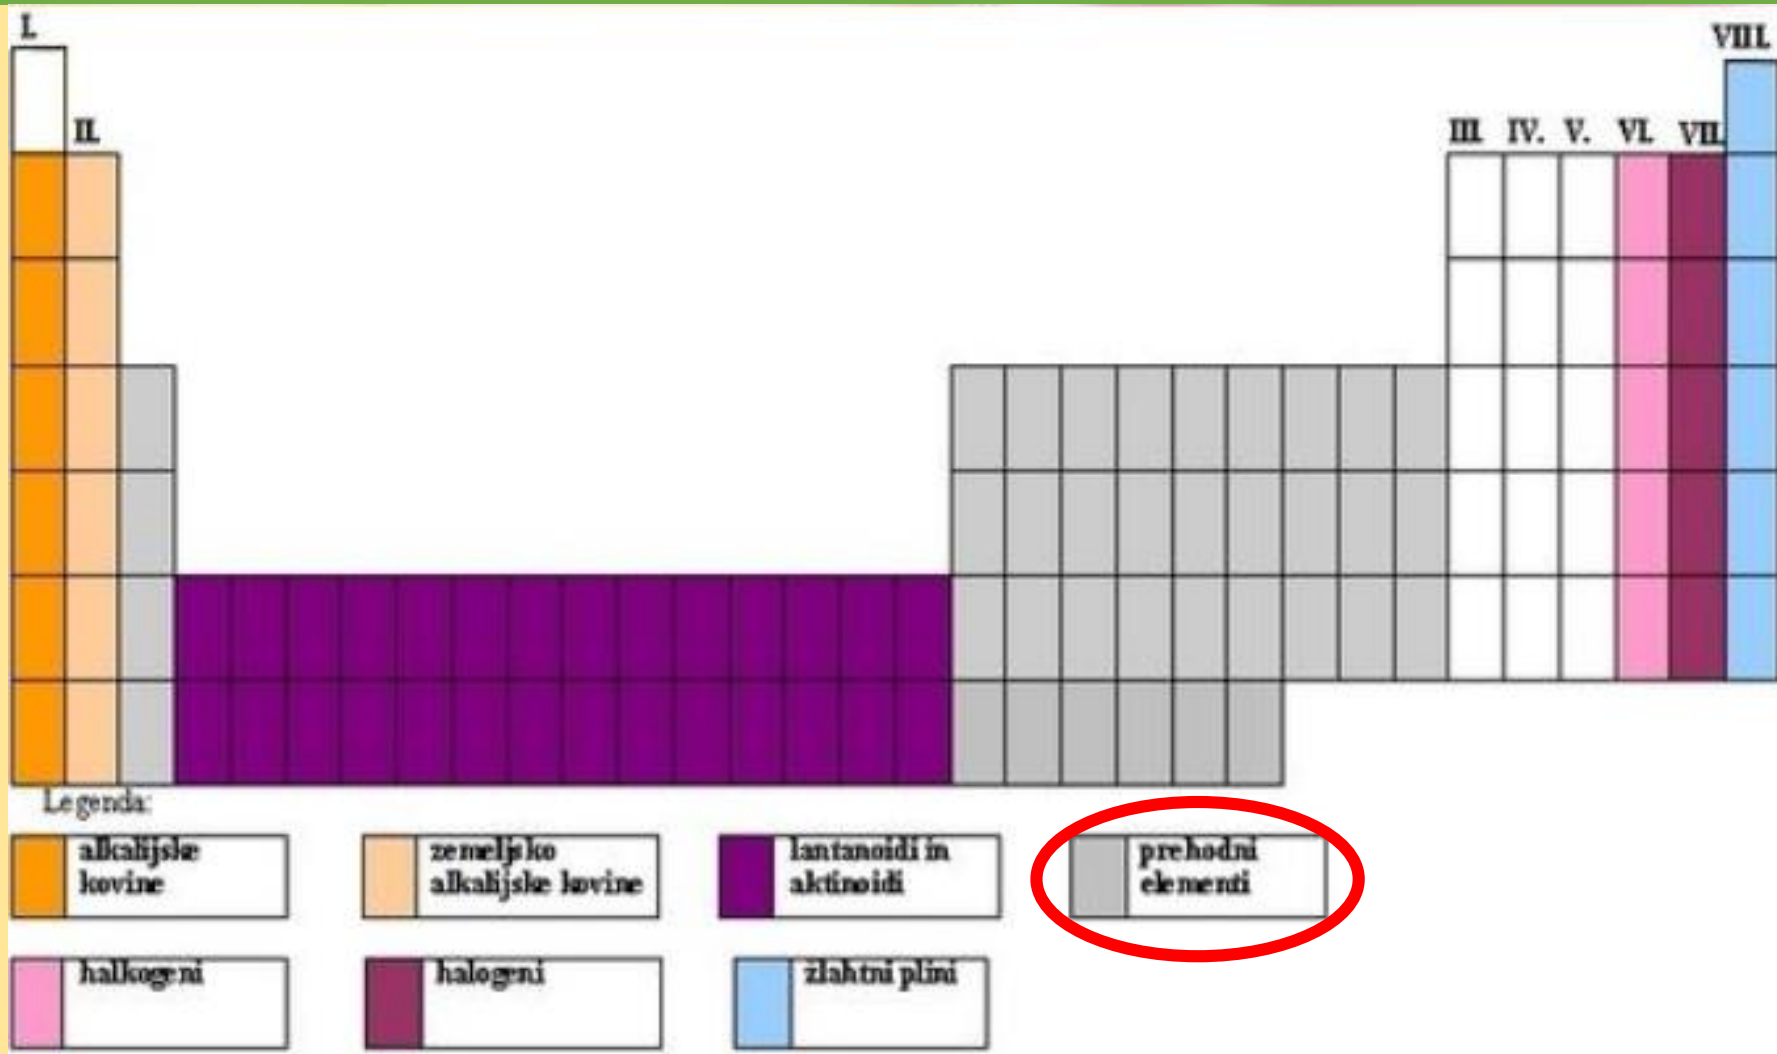 I.
VIII.
II.
III. IV. V. VI. VII.
Legenda:
alkalijske
kovine
zemeljsko
alkalijske kovine
lantanoidi in
aktinoidi
prehodni
elementi
halkogeni
halogeni
žlahtni plini